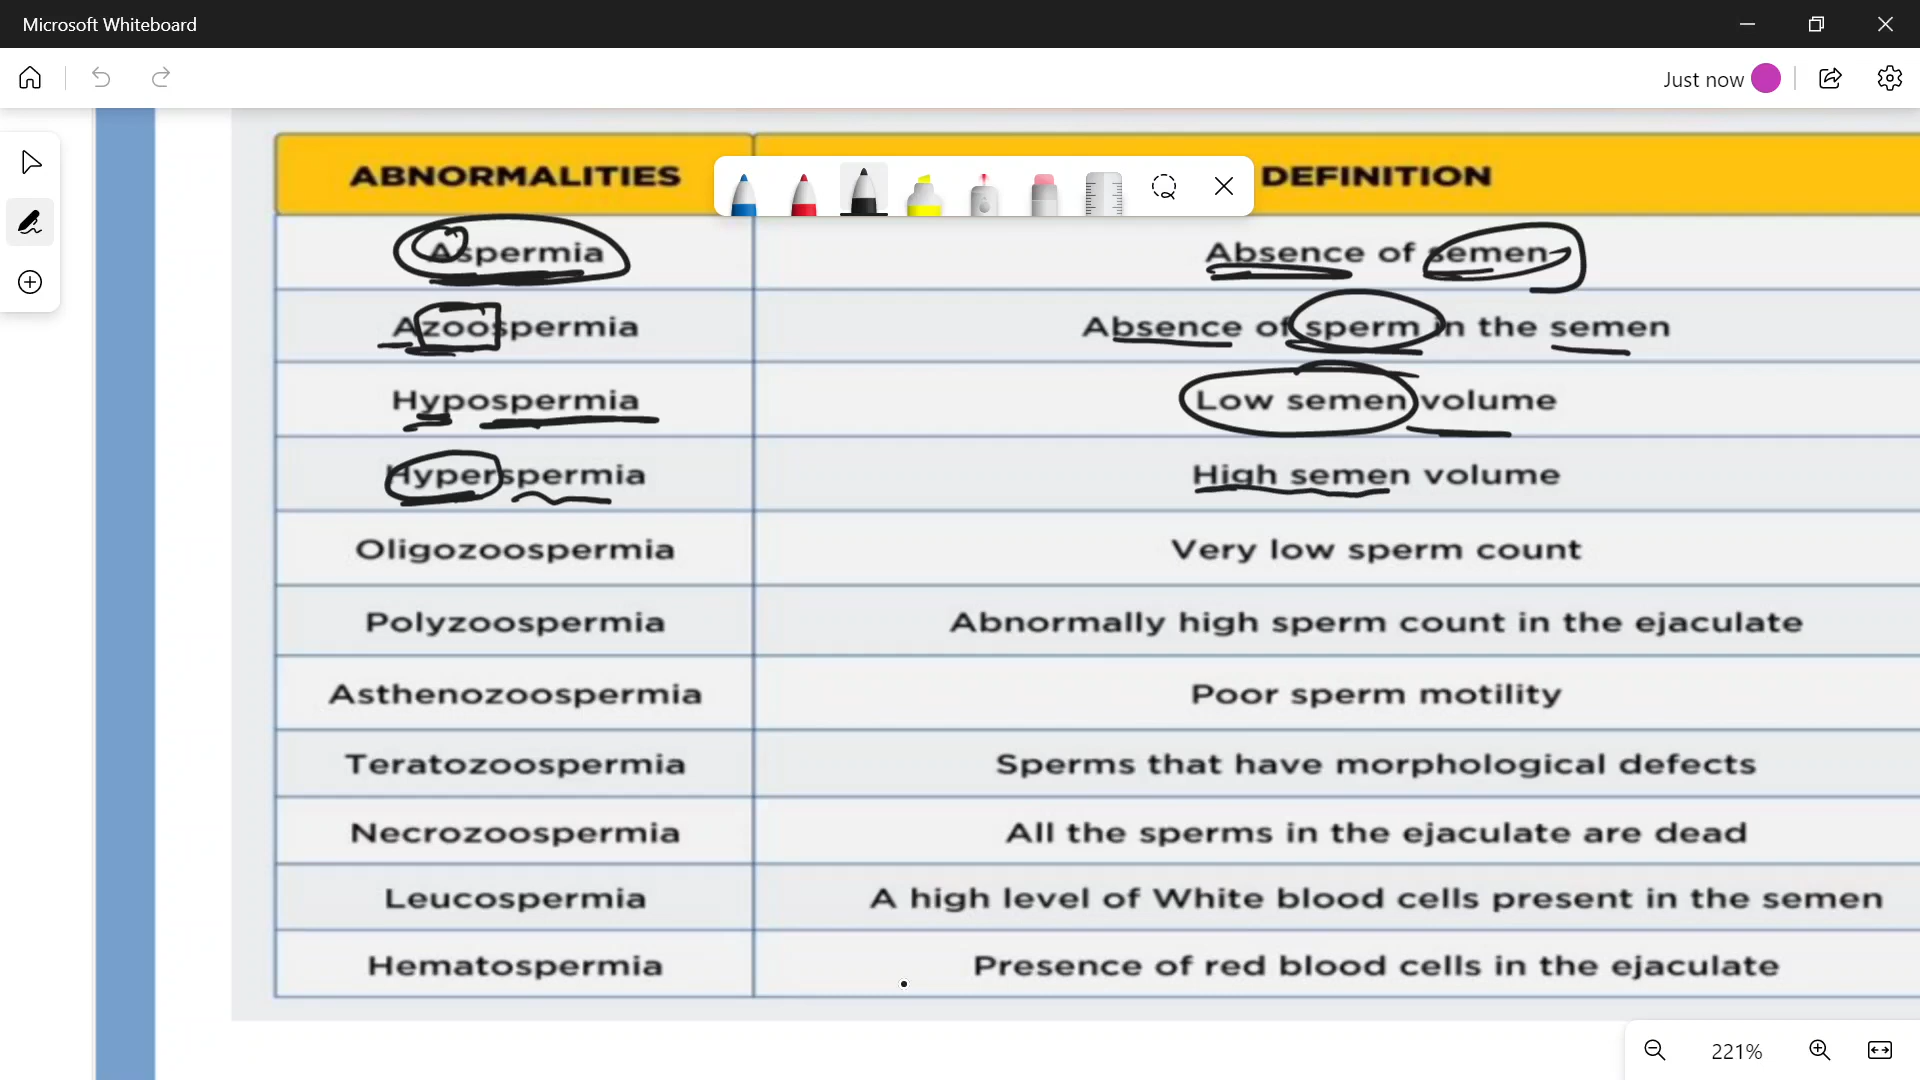 Microsoft Whiteboard
Just now
ABNORMALITIES DEFINITION
Aspermia Absence of semen
Azoospermia Absence of sperm in the semen
Hypospermia Low semen volume
Hyperspermia High semen volume
Oligozoospermia Very low sperm count
Polyzoospermia Abnormally high sperm count in the ejaculate
Asthenozoospermia Poor sperm motility
Teratozoospermia Sperms that have morphological defects
Necrozoospermia All the sperms in the ejaculate are dead
Leucospermia A high level of White blood cells present in the semen
Hematospermia Presence of red blood cells in the ejaculate
221%